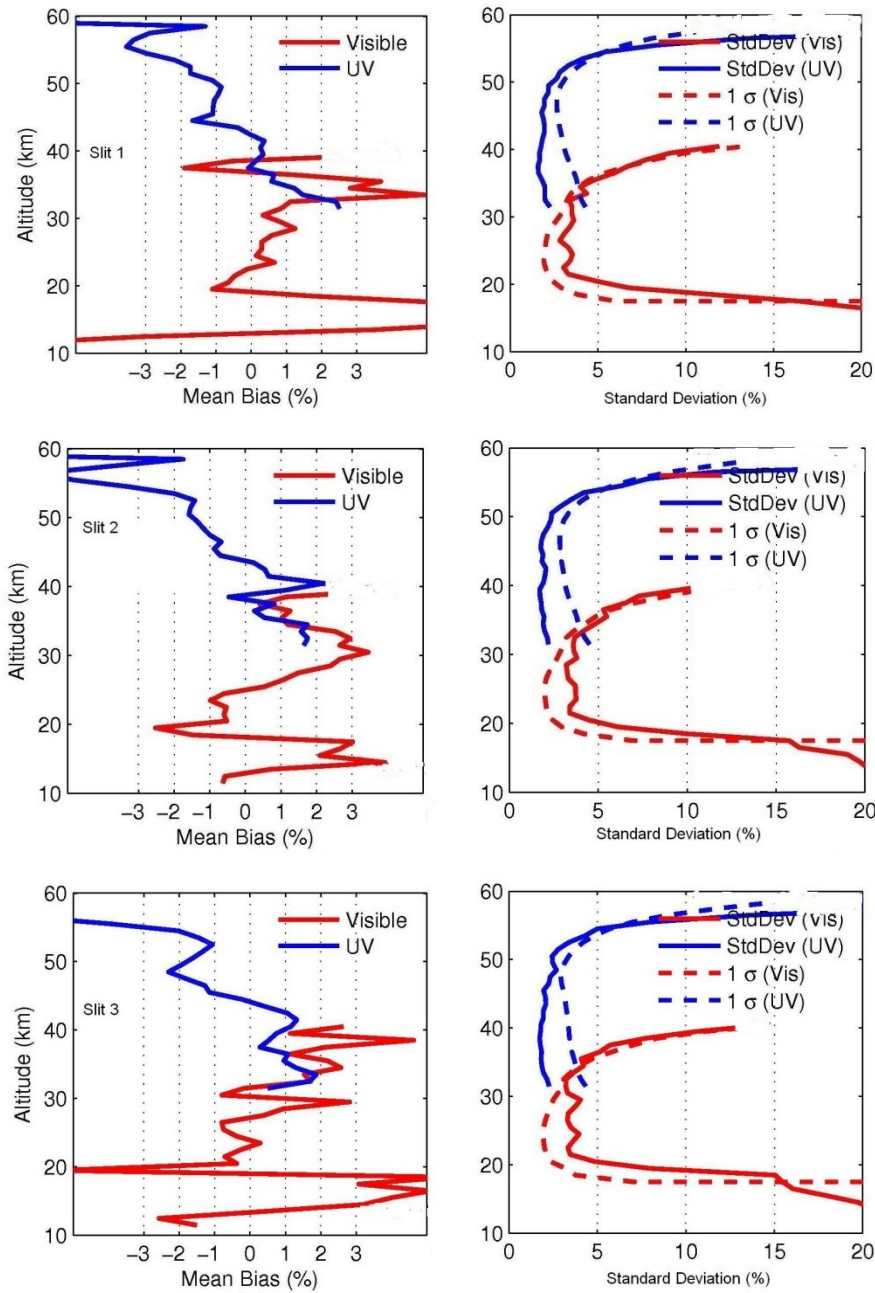 60
50
40
30
20
10
Altitude (km)
Slit 1
Visible
UV
−3 −2 −1 0 1 2 3
Mean Bias (%)
60
50
40
30
20
10
StdDev (Vis)
StdDev (UV)
1 σ (Vis)
1 σ (UV)
0 5 10 15 20
Standard Deviation (%)
60
50
40
30
20
10
Altitude (km)
Slit 2
Visible
UV
−3 −2 −1 0 1 2 3
Mean Bias (%)
60
50
40
30
20
10
StdDev (Vis)
StdDev (UV)
1 σ (Vis)
1 σ (UV)
0 5 10 15 20
Standard Deviation (%)
60
50
40
30
20
10
Altitude (km)
Slit 3
Visible
UV
−3 −2 −1 0 1 2 3
Mean Bias (%)
60
50
40
30
20
10
StdDev (Vis)
StdDev (UV)
1 σ (Vis)
1 σ (UV)
0 5 10 15 20
Standard Deviation (%)